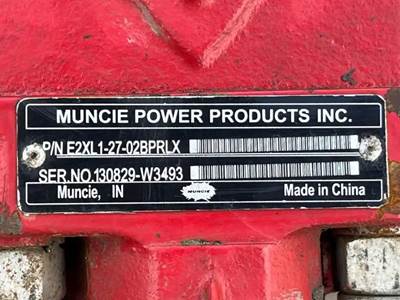 MUNCIE POWER PRODUCTS INC.
P/N E2XL1-27-02BPRLX
SER.NO.130829-W3493
Muncie, IN MUNCIE Made in China